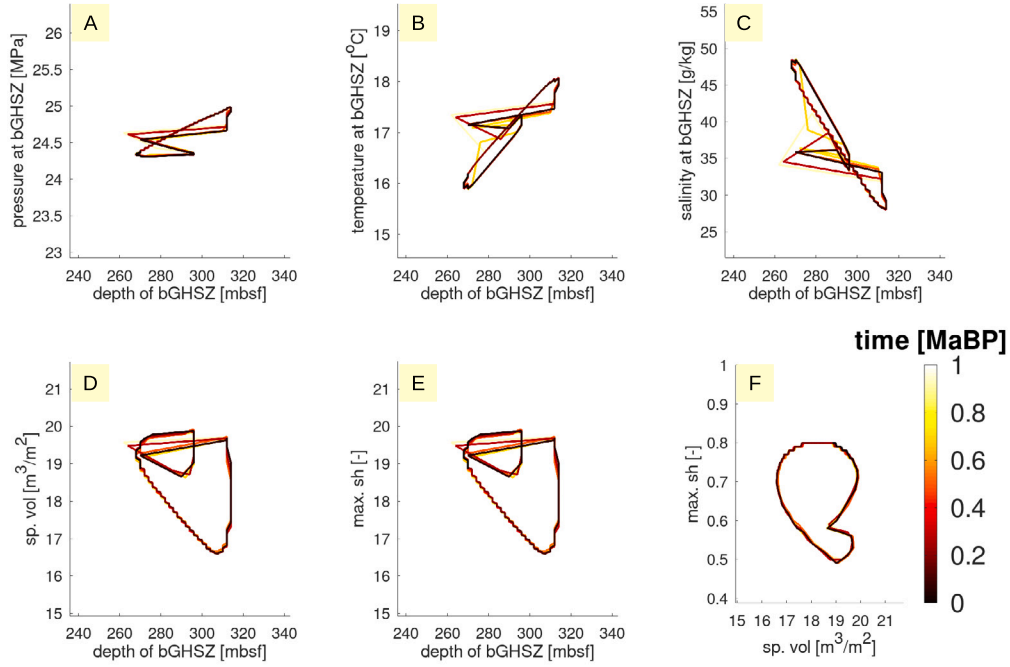 A
pressure at bGHSZ [MPa]
26
25.5
25
24.5
24
23.5
23
240 260 280 300 320 340
depth of bGHSZ [mbsf]
B
temperature at bGHSZ [°C]
19
18
17
16
15
240 260 280 300 320 340
depth of bGHSZ [mbsf]
C
salinity at bGHSZ [g/kg]
55
50
45
40
35
30
25
240 260 280 300 320 340
depth of bGHSZ [mbsf]
D
sp. vol [m³/m²]
21
20
19
18
17
16
15
240 260 280 300 320 340
depth of bGHSZ [mbsf]
E
max. sh [-]
21
20
19
18
17
16
15
240 260 280 300 320 340
depth of bGHSZ [mbsf]
F
max. sh [-]
1
0.9
0.8
0.7
0.6
0.5
0.4
15 16 17 18 19 20 21
sp. vol [m³/m²]
time [MaBP]
1
0.8
0.6
0.4
0.2
0